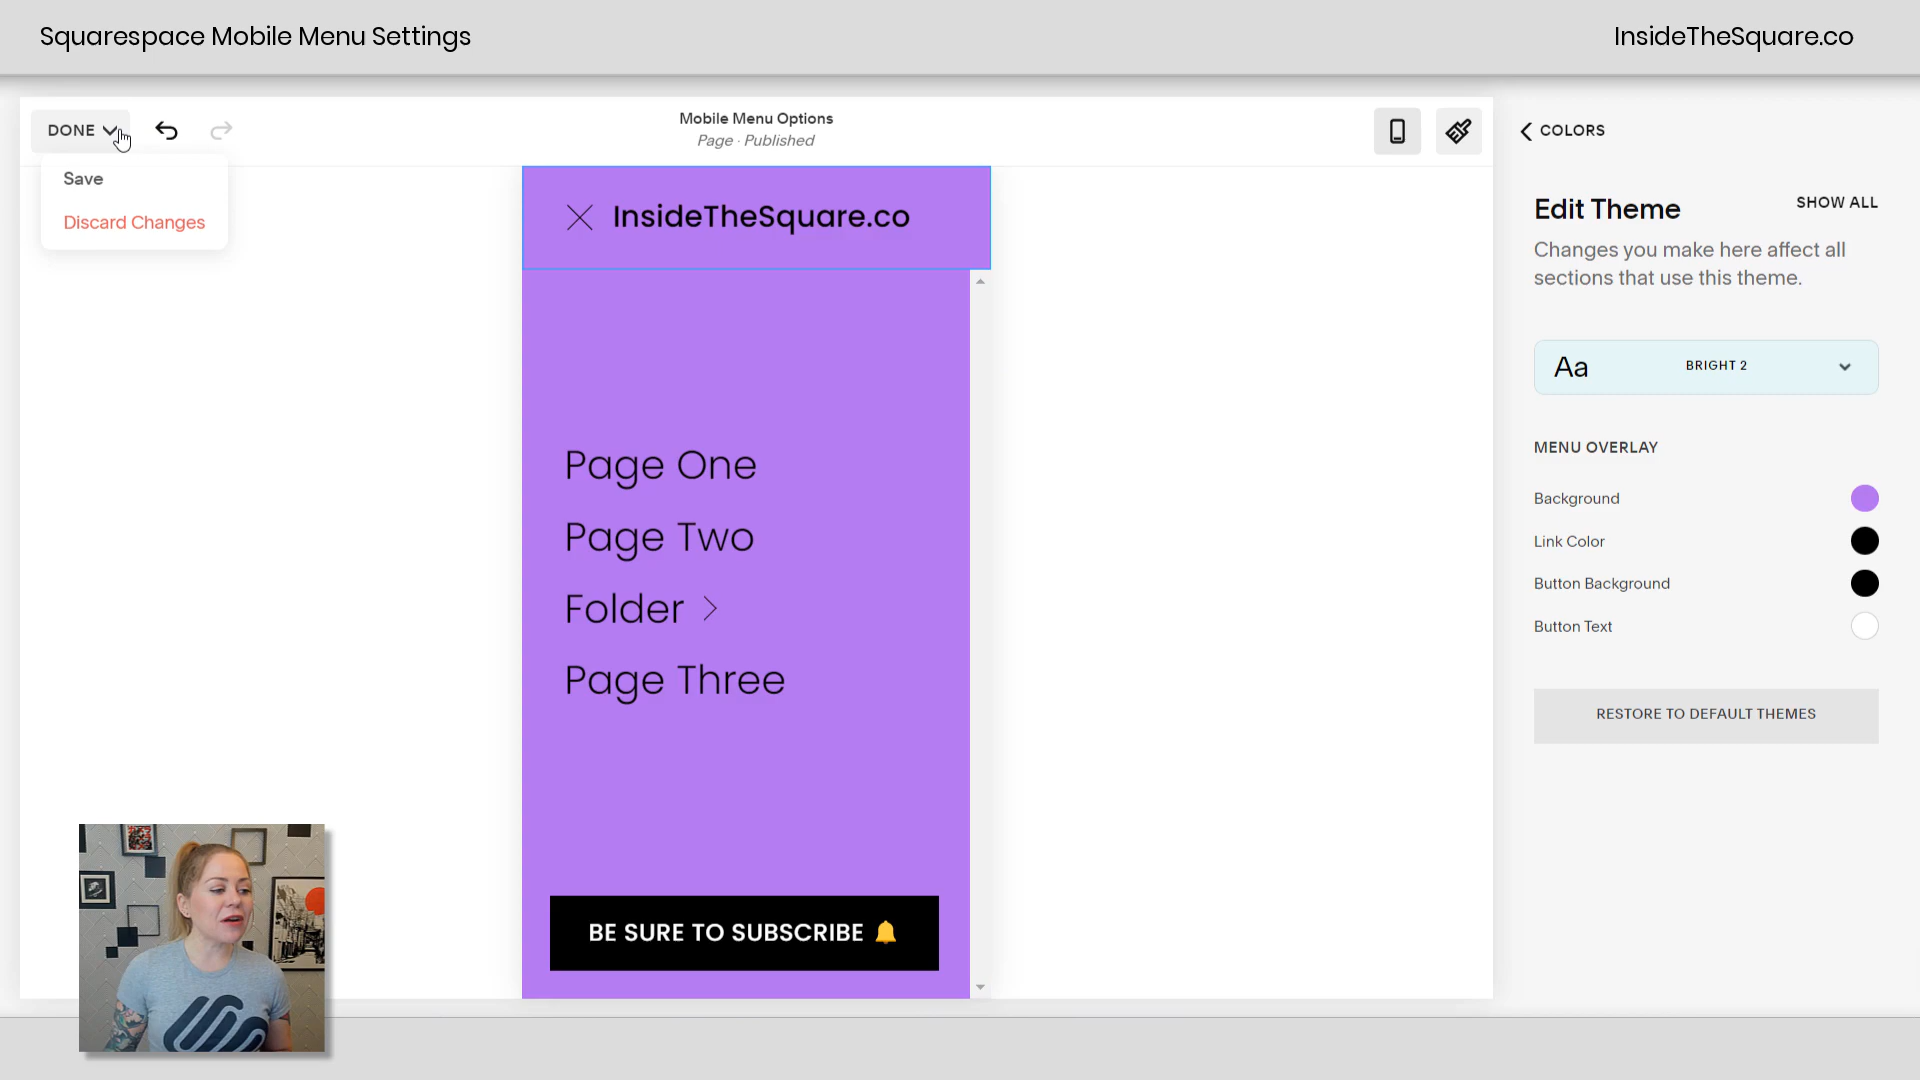 Squarespace Mobile Menu Settings
InsideTheSquare.co
DONE
Mobile Menu Options
Page · Published
Save
Discard Changes
InsideTheSquare.co
Page One
Page Two
Folder
Page Three
BE SURE TO SUBSCRIBE 🔔
COLORS
Edit Theme
SHOW ALL
Changes you make here affect all
sections that use this theme.
Aa
BRIGHT 2
MENU OVERLAY
Background
Link Color
Button Background
Button Text
RESTORE TO DEFAULT THEMES